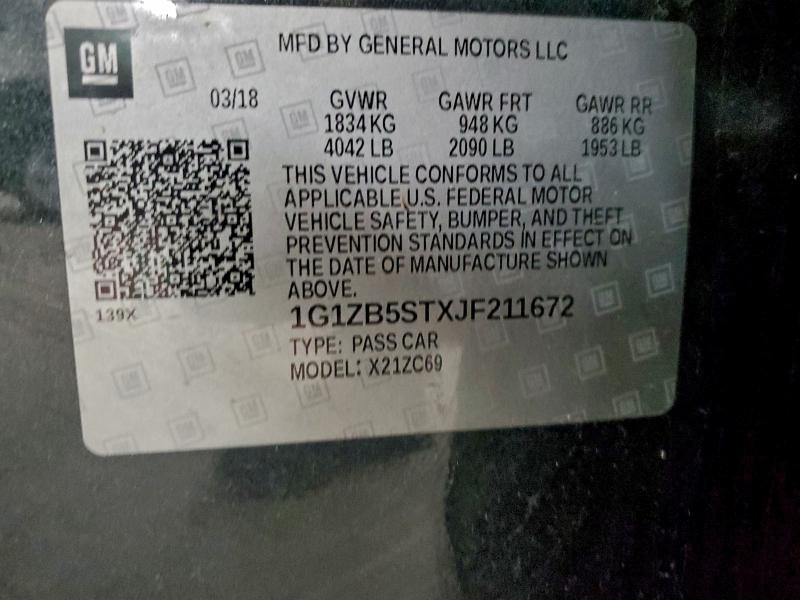 GM
MFD BY GENERAL MOTORS LLC
03/18 GVWR GAWR FRT GAWR RR
1834 KG 948 KG 886 KG
4042 LB 2090 LB 1953 LB
THIS VEHICLE CONFORMS TO ALL
APPLICABLE U.S. FEDERAL MOTOR
VEHICLE SAFETY, BUMPER, AND THEFT
PREVENTION STANDARDS IN EFFECT ON
THE DATE OF MANUFACTURE SHOWN
ABOVE.
139X
1G1ZB5STXJF211672
TYPE: PASS CAR
MODEL: X21ZC69